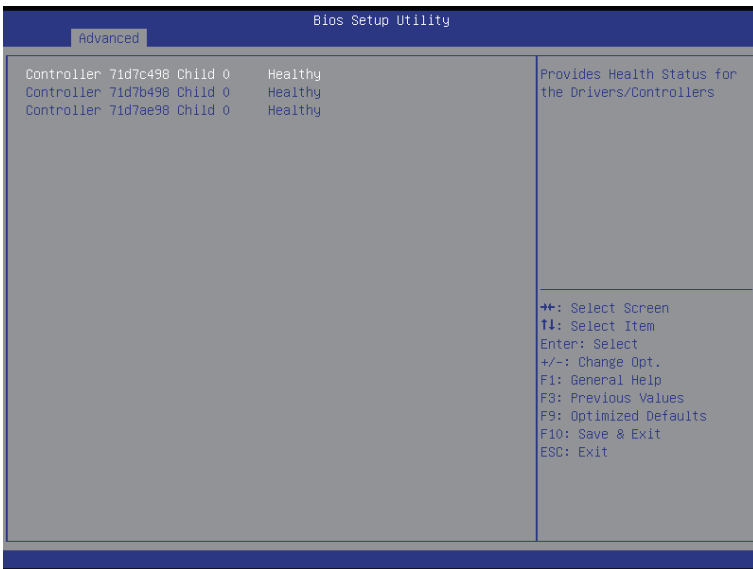 Bios Setup Utility
Advanced
Controller 71d7c498 Child 0 Healthy
Controller 71d7b498 Child 0 Healthy
Controller 71d7ae98 Child 0 Healthy
Provides Health Status for
the Drivers/Controllers
→←: Select Screen
↑↓: Select Item
Enter: Select
+/-: Change Opt.
F1: General Help
F3: Previous Values
F9: Optimized Defaults
F10: Save & Exit
ESC: Exit